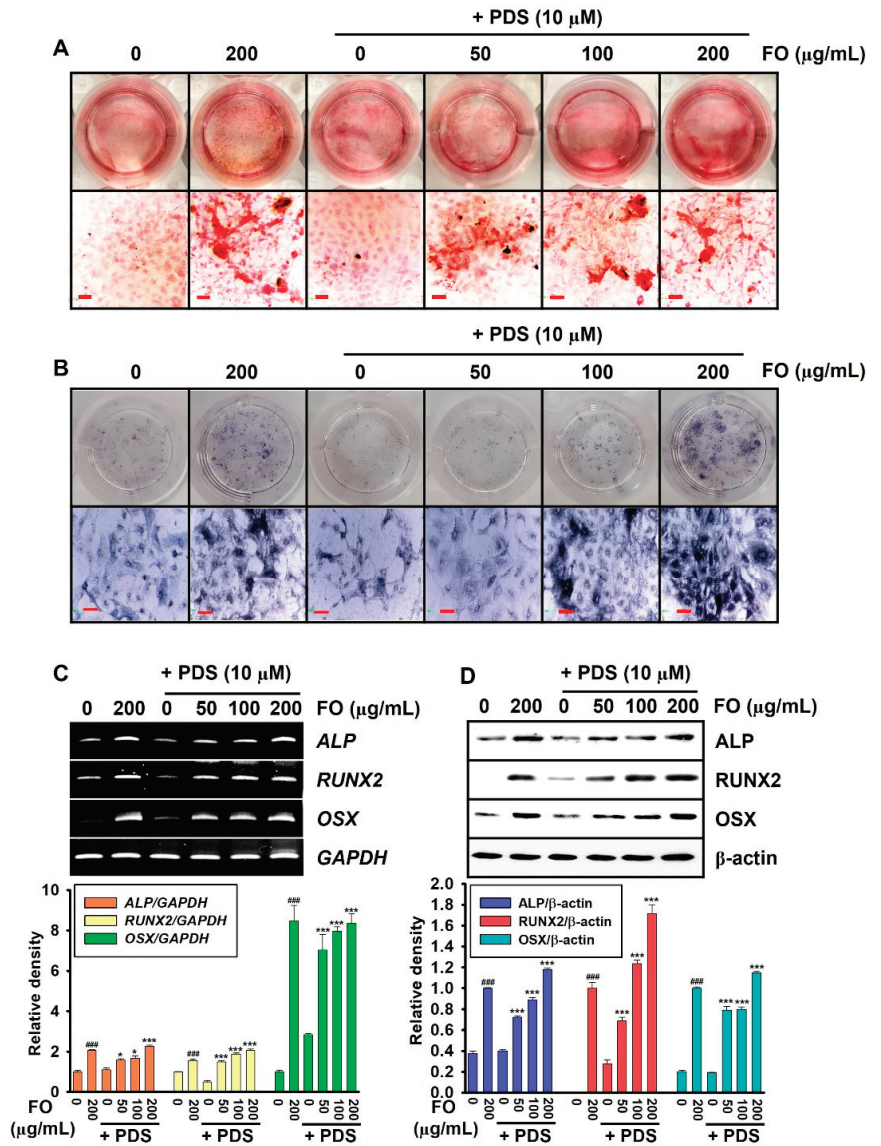 + PDS (10 μM)
A 0 200 0 50 100 200 FO (μg/mL)
+ PDS (10 μM)
B 0 200 0 50 100 200 FO (μg/mL)
C + PDS (10 μM)
0 200 0 50 100 200 FO (μg/mL)
ALP
RUNX2
OSX
GAPDH
10
8
6
4
2
0
Relative density
ALP/GAPDH
RUNX2/GAPDH
OSX/GAPDH
### * * ***
### *** *** ***
### *** *** ***
FO (μg/mL)
0 200 0 50 100 200 0 200 0 50 100 200 0 200 0 50 100 200
+ PDS + PDS + PDS
D + PDS (10 μM)
0 200 0 50 100 200 FO (μg/mL)
ALP
RUNX2
OSX
β-actin
2.0
1.8
1.6
1.4
1.2
1.0
0.8
0.6
0.4
0.2
0.0
Relative density
ALP/β-actin
RUNX2/β-actin
OSX/β-actin
### *** *** ***
### *** *** ***
### *** *** ***
FO (μg/mL)
0 200 0 50 100 200 0 200 0 50 100 200 0 200 0 50 100 200
+ PDS + PDS + PDS